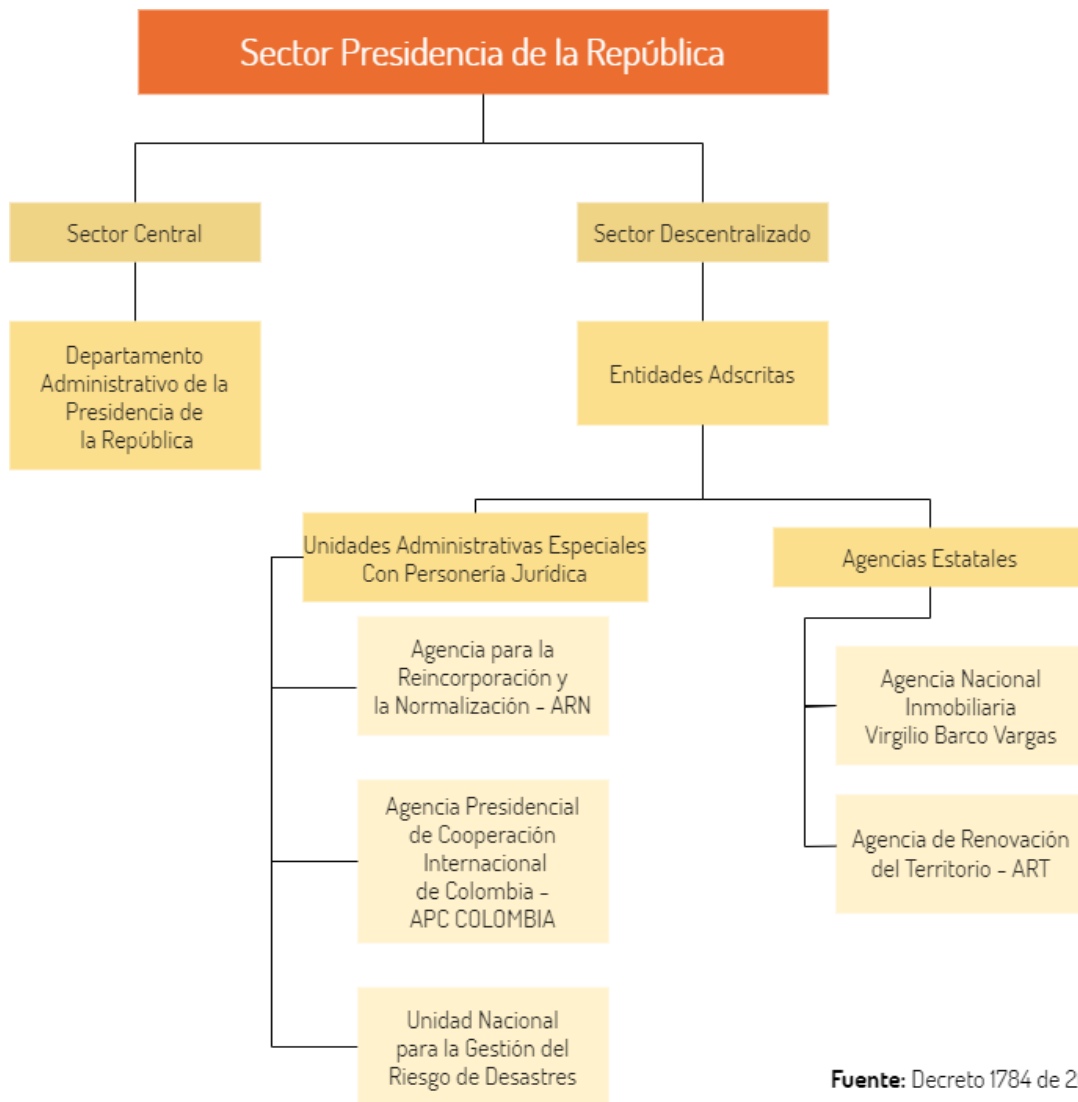 Sector Presidencia de la República
Sector Central
Sector Descentralizado
Departamento
Administrativo de la
Presidencia de
la República
Entidades Adscritas
Unidades Administrativas Especiales
Con Personería Jurídica
Agencias Estatales
Agencia para la
Reincorporación y
la Normalización - ARN
Agencia Presidencial
de Cooperación
Internacional
de Colombia -
APC COLOMBIA
Unidad Nacional
para la Gestión del
Riesgo de Desastres
Agencia Nacional
Inmobiliaria
Virgilio Barco Vargas
Agencia de Renovación
del Territorio - ART
Fuente: Decreto 1784 de